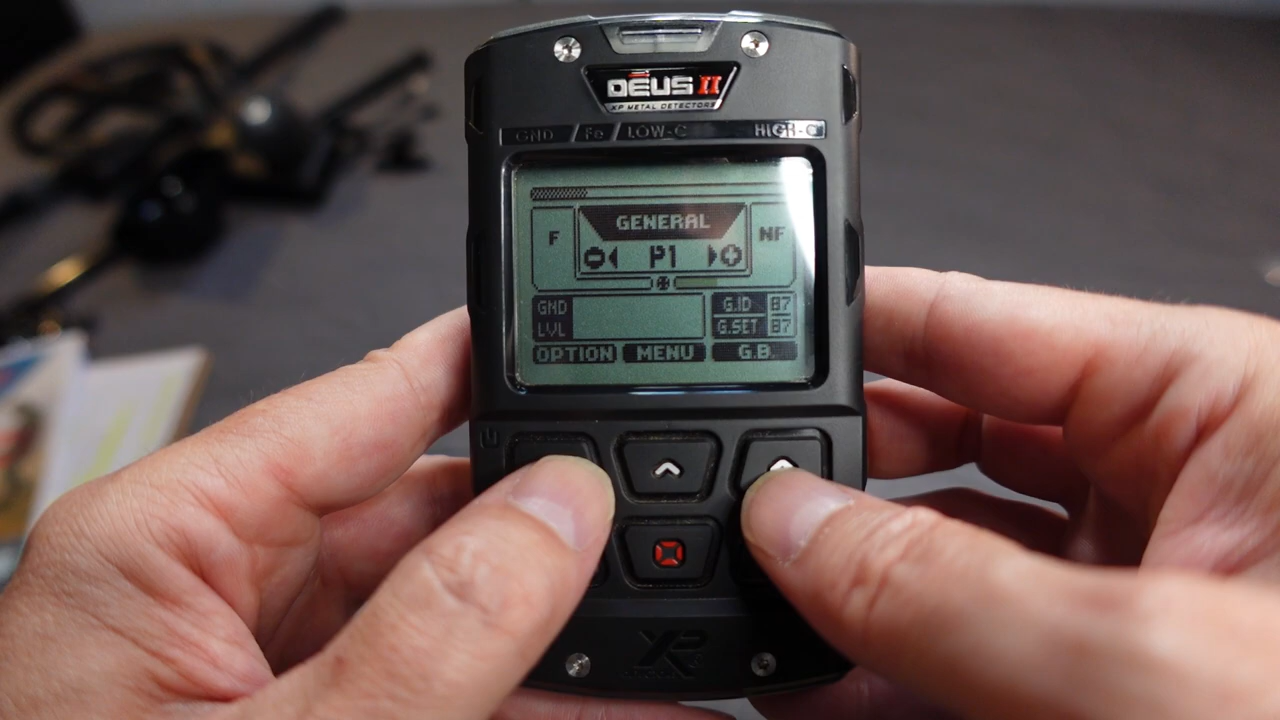 DEUS II
XP METAL DETECTORS
GND Fe LOW-C HIGH-C
GENERAL
F P1 NF
GND G.ID 87
LVL G.SET 87
OPTION MENU G.B.
XP